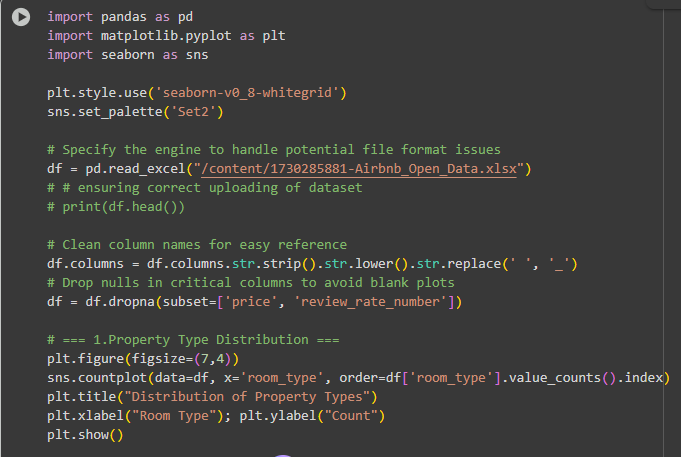 import pandas as pd
import matplotlib.pyplot as plt
import seaborn as sns
plt.style.use('seaborn-v0_8-whitegrid')
sns.set_palette('Set2')
# Specify the engine to handle potential file format issues
df = pd.read_excel("/content/1730285881-Airbnb_Open_Data.xlsx")
# # ensuring correct uploading of dataset
# print(df.head())
# Clean column names for easy reference
df.columns = df.columns.str.strip().str.lower().str.replace(' ', '_')
# Drop nulls in critical columns to avoid blank plots
df = df.dropna(subset=['price', 'review_rate_number'])
# === 1.Property Type Distribution ===
plt.figure(figsize=(7,4))
sns.countplot(data=df, x='room_type', order=df['room_type'].value_counts().index)
plt.title("Distribution of Property Types")
plt.xlabel("Room Type"); plt.ylabel("Count")
plt.show()